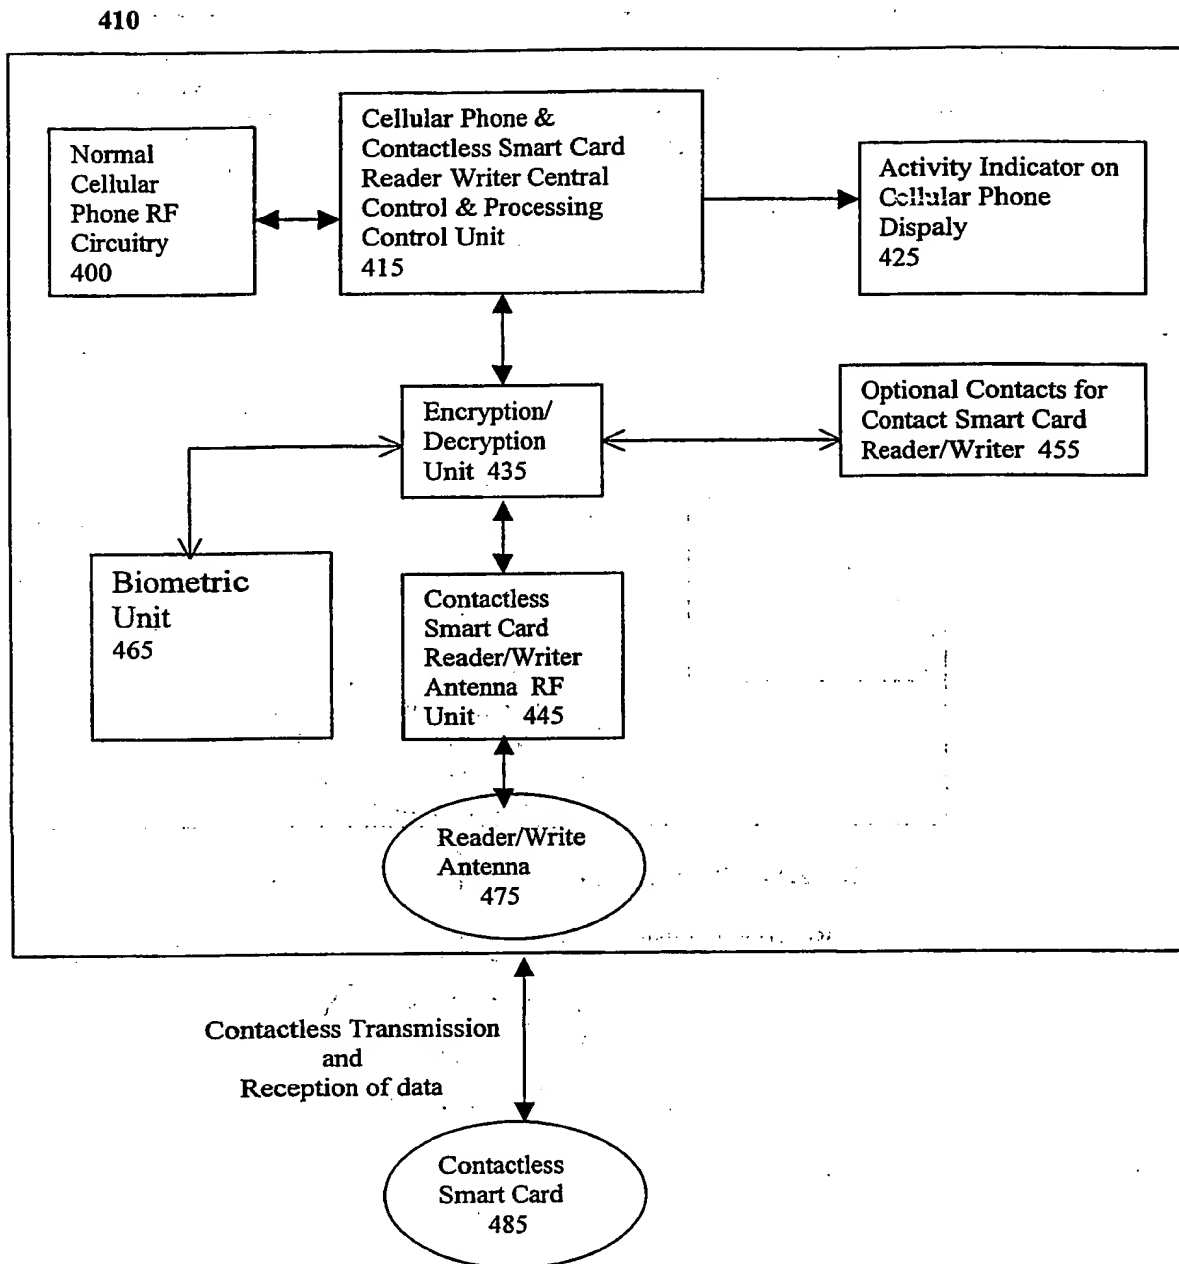 410
Normal
Cellular
Phone RF
Circuitry
400
Cellular Phone &
Contactless Smart Card
Reader Writer Central
Control & Processing
Control Unit
415
Activity Indicator on
Cellular Phone
Dispaly
425
Encryption/
Decryption
Unit 435
Optional Contacts for
Contact Smart Card
Reader/Writer 455
Biometric
Unit
465
Contactless
Smart Card
Reader/Writer
Antenna RF
Unit 445
Reader/Write
Antenna
475
Contactless Transmission
and
Reception of data
Contactless
Smart Card
485